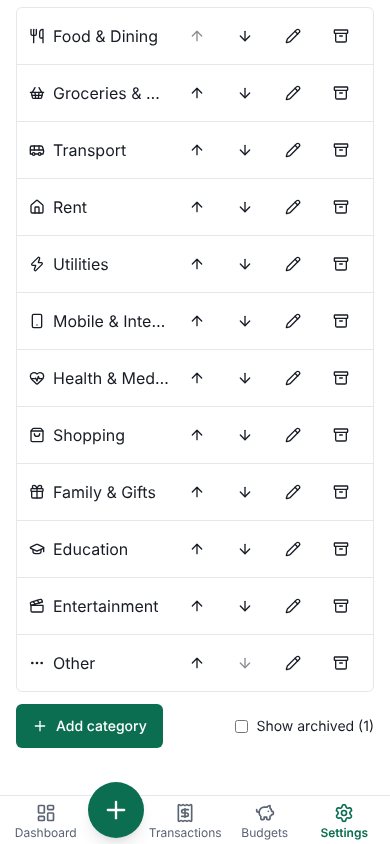 Food & Dining
Groceries & ...
Transport
Rent
Utilities
Mobile & Inte...
Health & Med...
Shopping
Family & Gifts
Education
Entertainment
Other
+ Add category
Show archived (1)
Dashboard
Transactions
Budgets
Settings